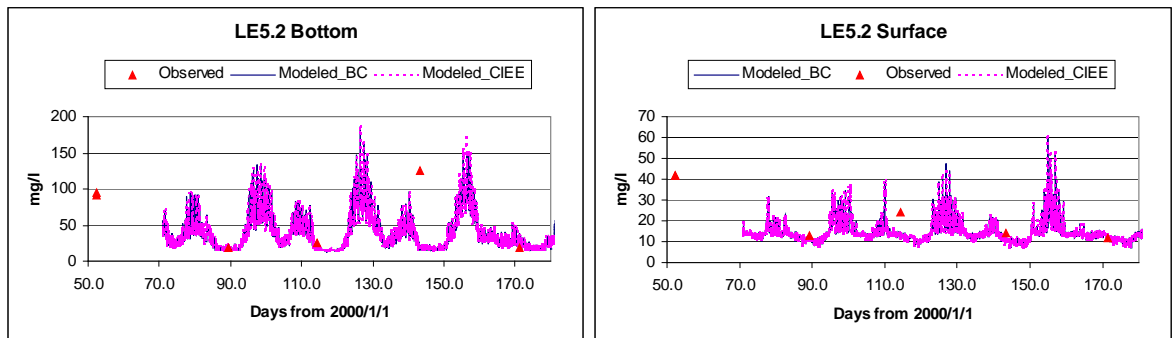 LE5.2 Bottom
Observed Modeled_BC Modeled_CIEE
mg/l
200
150
100
50
0
50.0 70.0 90.0 110.0 130.0 150.0 170.0
Days from 2000/1/1
LE5.2 Surface
Modeled_BC Observed Modeled_CIEE
mg/l
70
60
50
40
30
20
10
0
50.0 70.0 90.0 110.0 130.0 150.0 170.0
Days from 2000/1/1